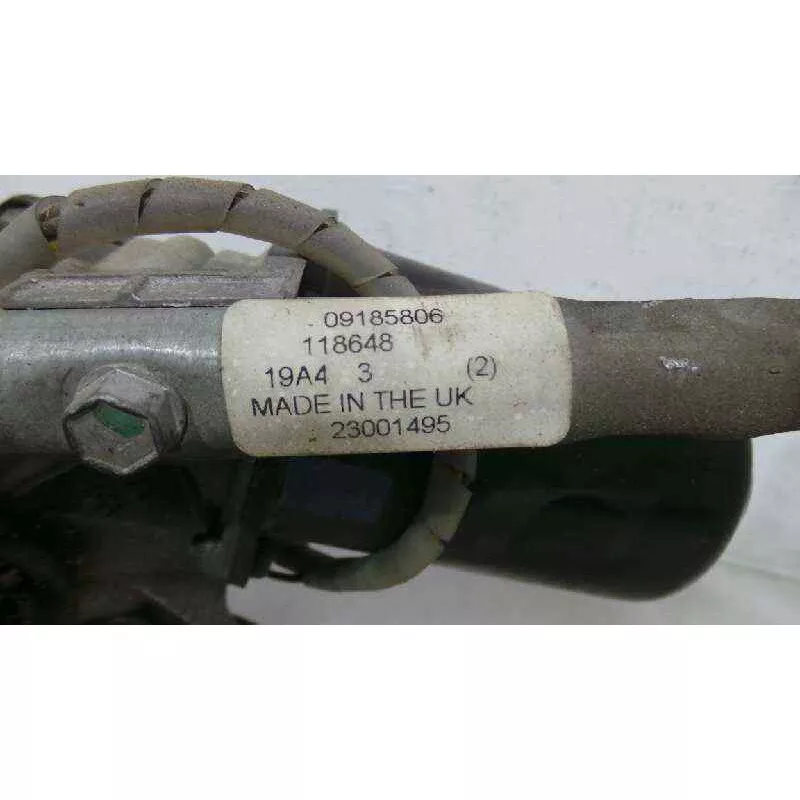 09185806
118648
19A4 3 (2)
MADE IN THE UK
23001495